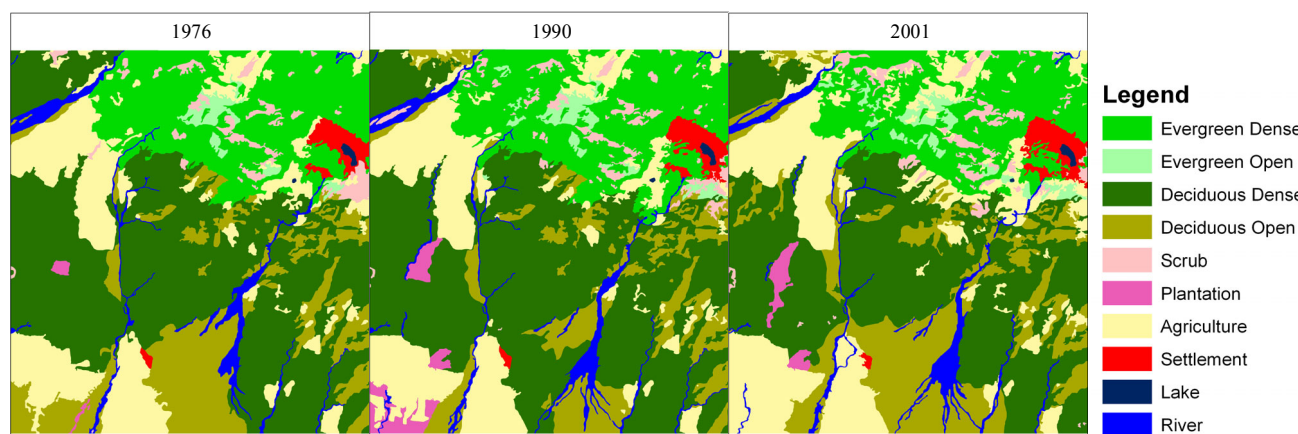 1976
1990
2001
Legend
Evergreen Dense
Evergreen Open
Deciduous Dense
Deciduous Open
Scrub
Plantation
Agriculture
Settlement
Lake
River